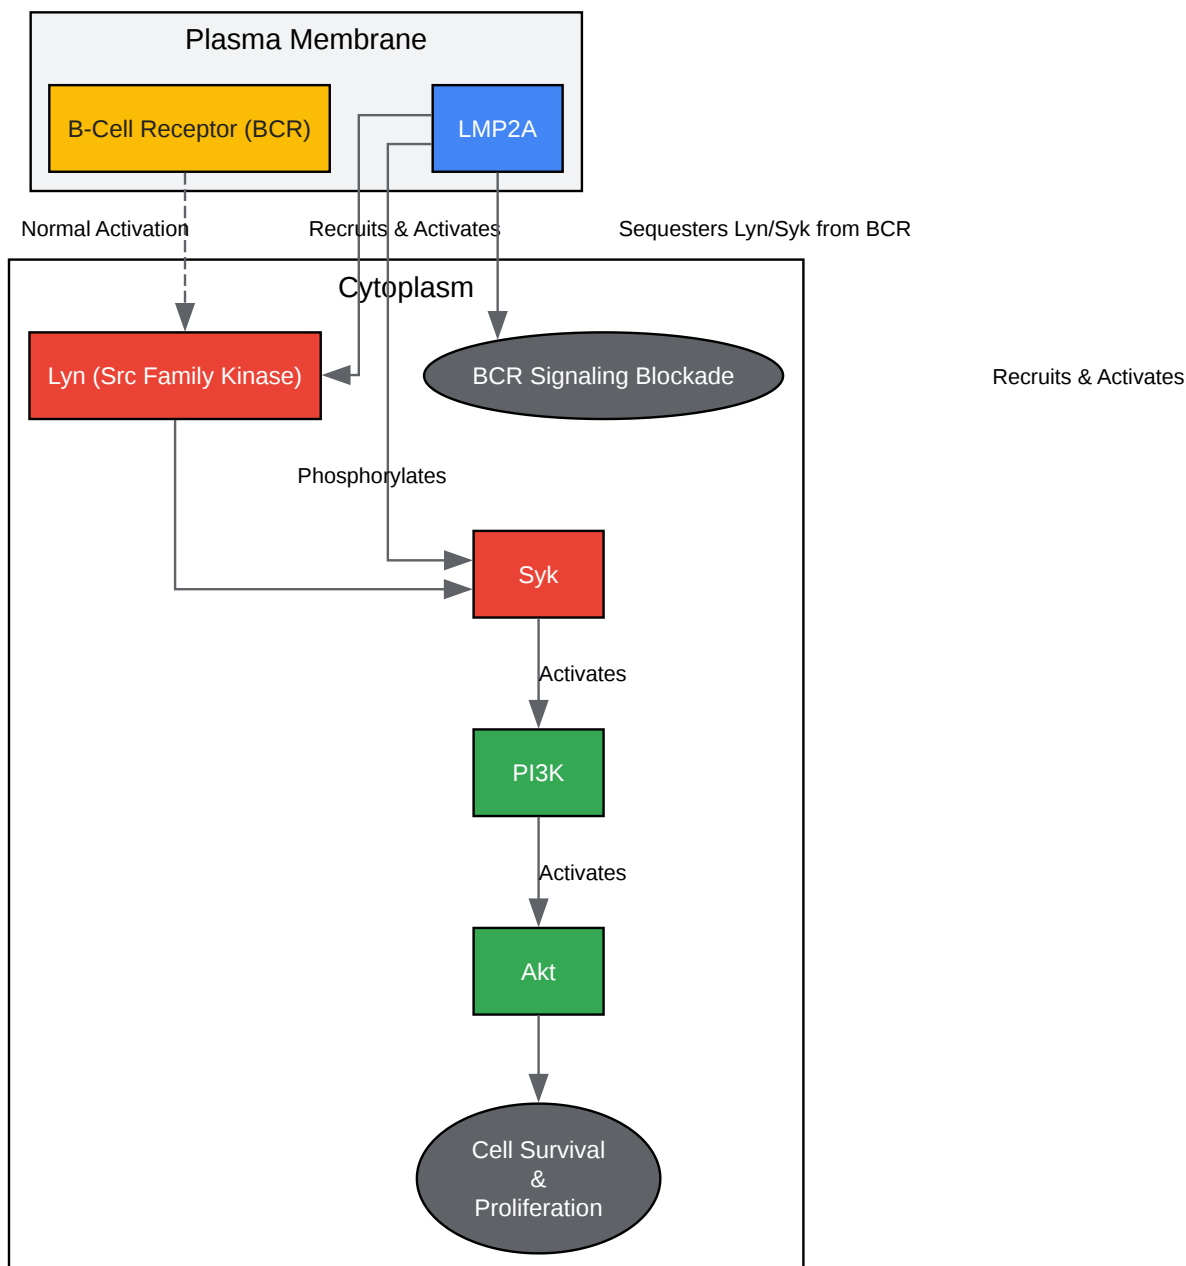 Plasma Membrane
B-Cell Receptor (BCR)
LMP2A
Normal Activation
Recruits & Activates
Sequesters Lyn/Syk from BCR
Cytoplasm
Lyn (Src Family Kinase)
BCR Signaling Blockade
Recruits & Activates
Phosphorylates
Syk
Activates
PI3K
Activates
Akt
Cell Survival
&
Proliferation